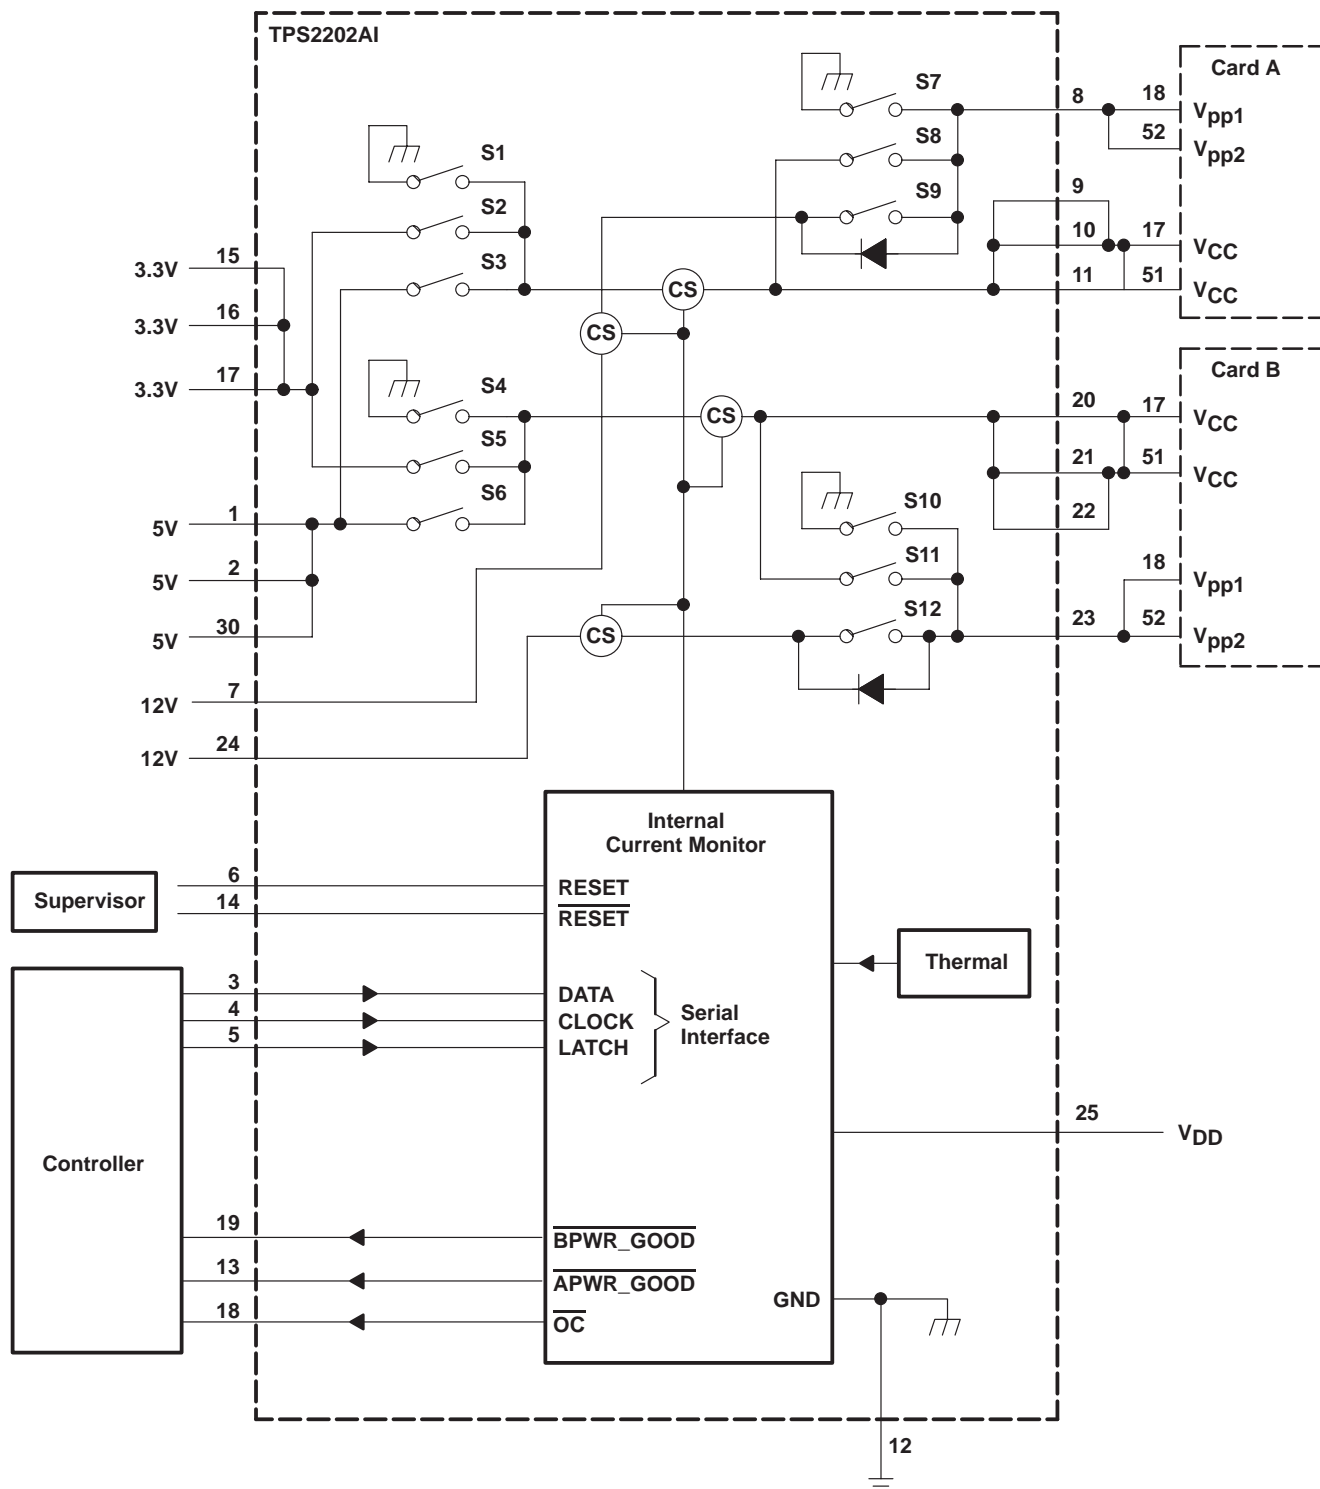 TPS2202AI
Card A
S7
8
18
Vpp1
52
Vpp2
S1
S8
S2
S9
9
10
17
VCC
3.3V
15
S3
CS
11
51
VCC
3.3V
16
CS
3.3V
17
S4
Card B
CS
20
17
VCC
S5
21
51
VCC
S6
S10
22
5V
1
S11
18
Vpp1
5V
2
S12
CS
23
52
Vpp2
5V
30
12V
7
12V
24
Internal
Current Monitor
Supervisor
6
RESET
14
RESET
Thermal
3
DATA
4
CLOCK
5
LATCH
Serial
Interface
25
VDD
Controller
19
BPWR_GOOD
13
APWR_GOOD
18
OC
GND
12